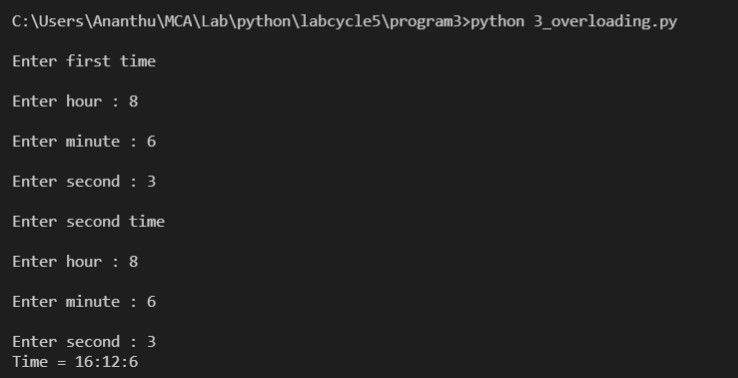 C:\Users\Ananthu\MCA\Lab\python\labcycle5\program3>python 3_overloading.py
Enter first time
Enter hour : 8
Enter minute : 6
Enter second : 3
Enter second time
Enter hour : 8
Enter minute : 6
Enter second : 3
Time = 16:12:6